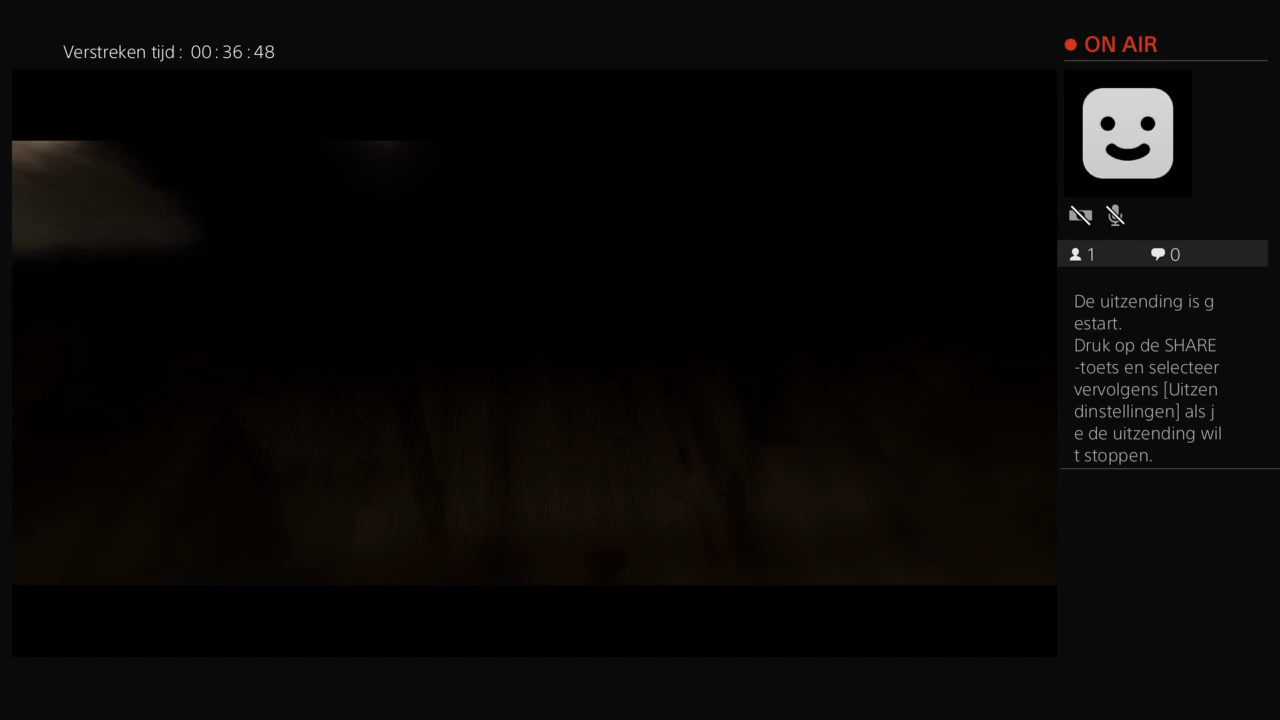 Verstreken tijd : 00 : 36 : 48
ON AIR
1
0
De uitzending is g
estart.
Druk op de SHARE
-toets en selecteer
vervolgens [Uitzen
dinstellingen] als j
e de uitzending wil
t stoppen.